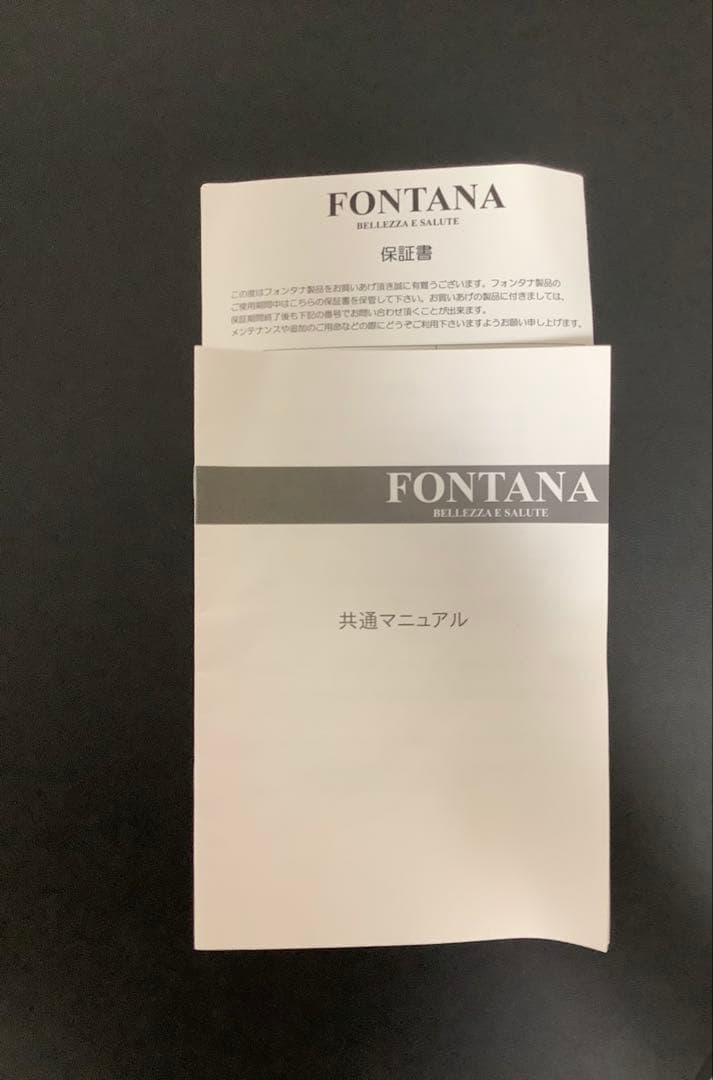 FONTANA
BELLEZZA E SALUTE
保証書
この度はフォンタナ製品をお買いあげ頂き誠に有難うございます。フォンタナ製品の
ご使用期間中はこちらの保証書を保管して下さい。お買いあげの製品に付きましては、
保証期間終了後も下記の番号でお問い合わせ頂くことが出来ます。
メンテナンスや追加のご用命などの際にどうぞご利用下さいますようお願い申し上げます。
FONTANA
BELLEZZA E SALUTE
共通マニュアル